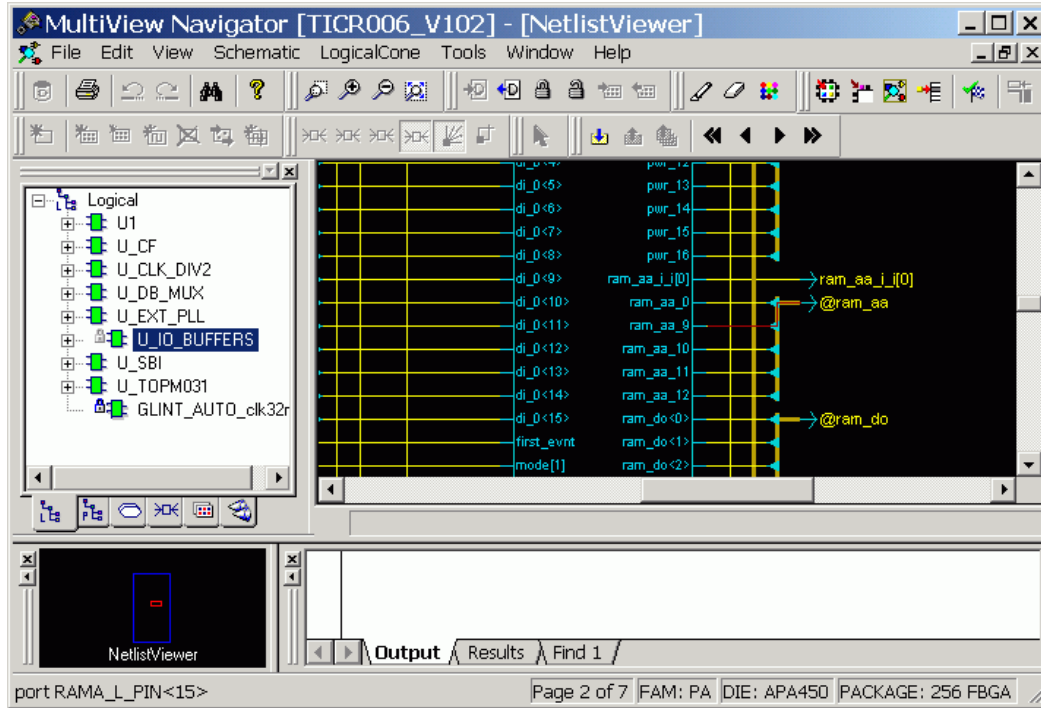 MultiView Navigator [TICR006_V102] - [NetlistViewer]
File Edit View Schematic LogicalCone Tools Window Help
Logical
U1
U_CF
U_CLK_DIV2
U_DB_MUX
U_EXT_PLL
U_IO_BUFFERS
U_SBI
U_TOPM031
GLINT_AUTO_clk32r
di_0<4> pwr_12
di_0<5> pwr_13
di_0<6> pwr_14
di_0<7> pwr_15
di_0<8> pwr_16
di_0<9> ram_aa_i_i[0] ram_aa_i_i[0]
di_0<10> ram_aa_0 @ram_aa
di_0<11> ram_aa_9
di_0<12> ram_aa_10
di_0<13> ram_aa_11
di_0<14> ram_aa_12
di_0<15> ram_do<0> @ram_do
first_evnt ram_do<1>
mode[1] ram_do<2>
NetlistViewer
Output Results Find 1
port RAMA_L_PIN<15> Page 2 of 7 FAM: PA DIE: APA450 PACKAGE: 256 FBGA